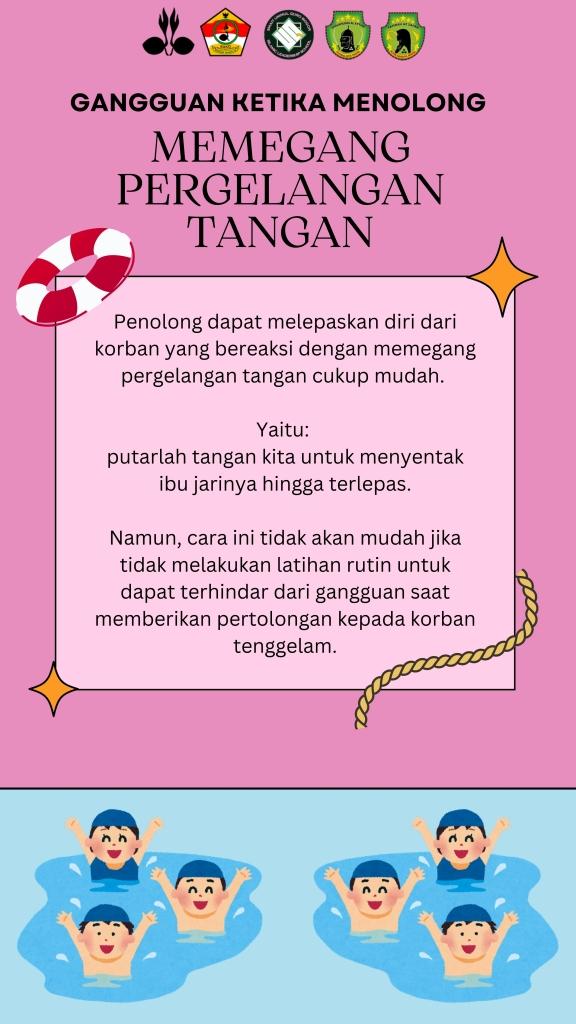 GANGGUAN KETIKA MENOLONG
MEMEGANG
PERGELANGAN
TANGAN
Penolong dapat melepaskan diri dari
korban yang bereaksi dengan memegang
pergelangan tangan cukup mudah.
Yaitu:
putarlah tangan kita untuk menyentak
ibu jarinya hingga terlepas.
Namun, cara ini tidak akan mudah jika
tidak melakukan latihan rutin untuk
dapat terhindar dari gangguan saat
memberikan pertolongan kepada korban
tenggelam.